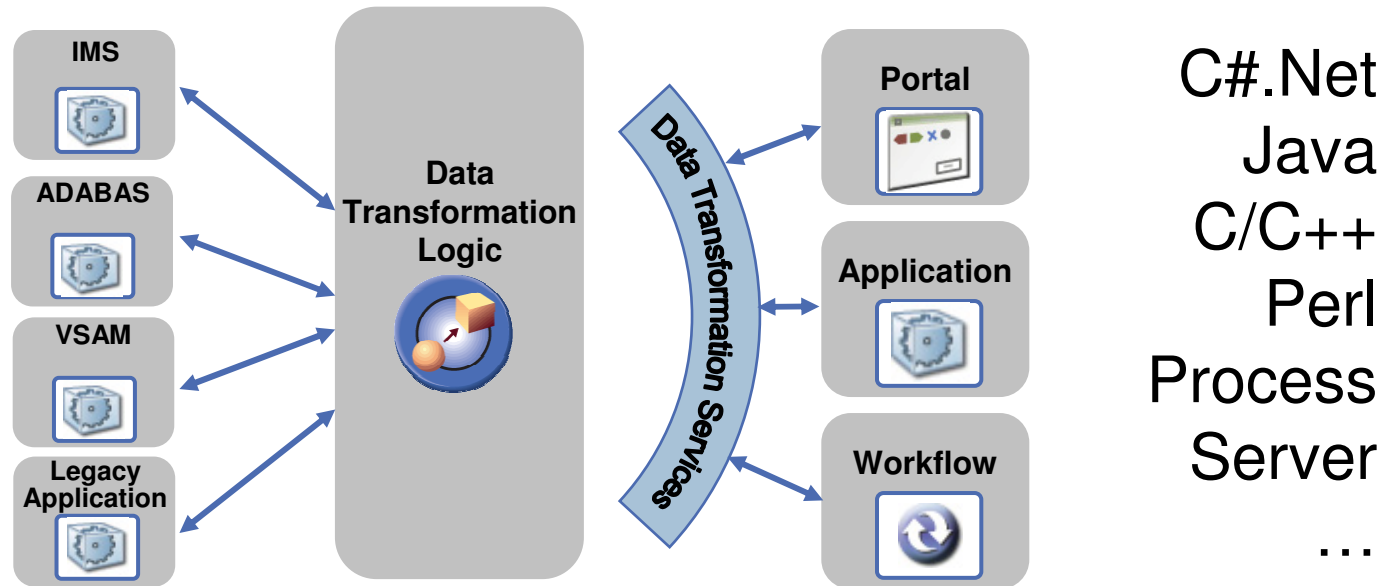 IMS
ADABAS
VSAM
Legacy
Application
Data
Transformation
Logic
Data Transformation Services
Portal
Application
Workflow
C#.Net
Java
C/C++
Perl
Process
Server
…